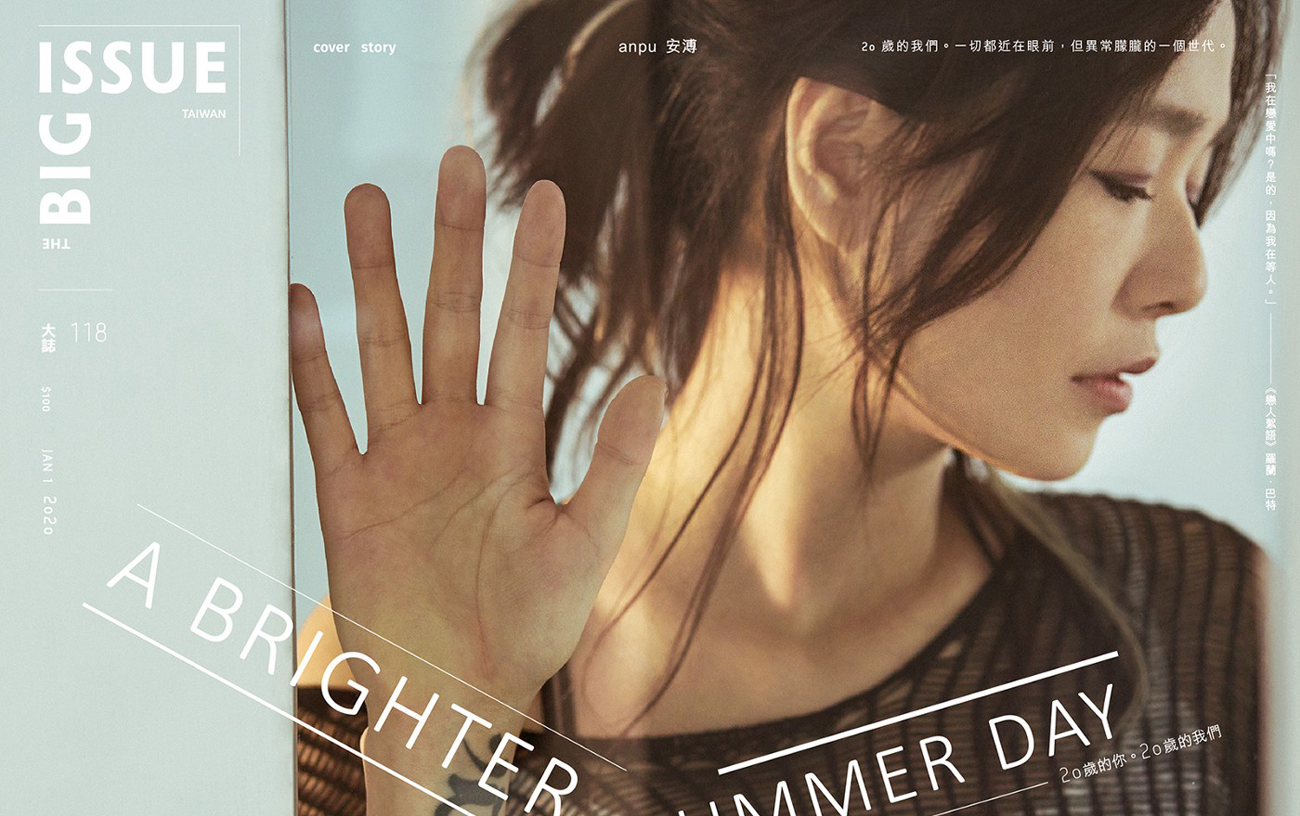 ISSUE
BIG
THE
TAIWAN
大誌 118
$100
JAN 1 2020
cover story
anpu 安溥
20 歲的我們。一切都近在眼前，但異常朦朧的一個世代。
「我在戀愛中嗎？是的，因為我在等人。」——《戀人絮語》羅蘭．巴特
A BRIGHTER
UMMER DAY
20歲的你。20歲的我們